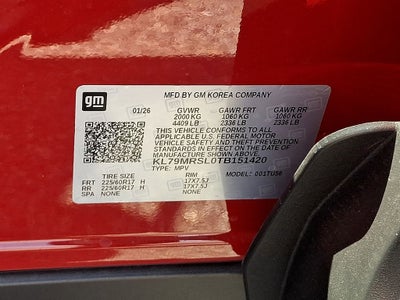 gm
MFD. BY GM KOREA COMPANY
01/26 GVWR GAWR FRT GAWR RR
2000 KG 1060 KG 1060 KG
4409 LB 2336 LB 2336 LB
THIS VEHICLE CONFORMS TO ALL
APPLICABLE U.S. FEDERAL MOTOR
VEHICLE SAFETY AND THEFT PREVENTION
STANDARDS IN EFFECT ON THE DATE OF
MANUFACTURE SHOWN ABOVE.
KL79MRSL0TB151420
TYPE: MPV MODEL: 001TU56
TIRE SIZE RIM
FRT 225/60R17 H 17X7.5J
RR 225/60R17 H 17X7.5J
SPA NONE NONE